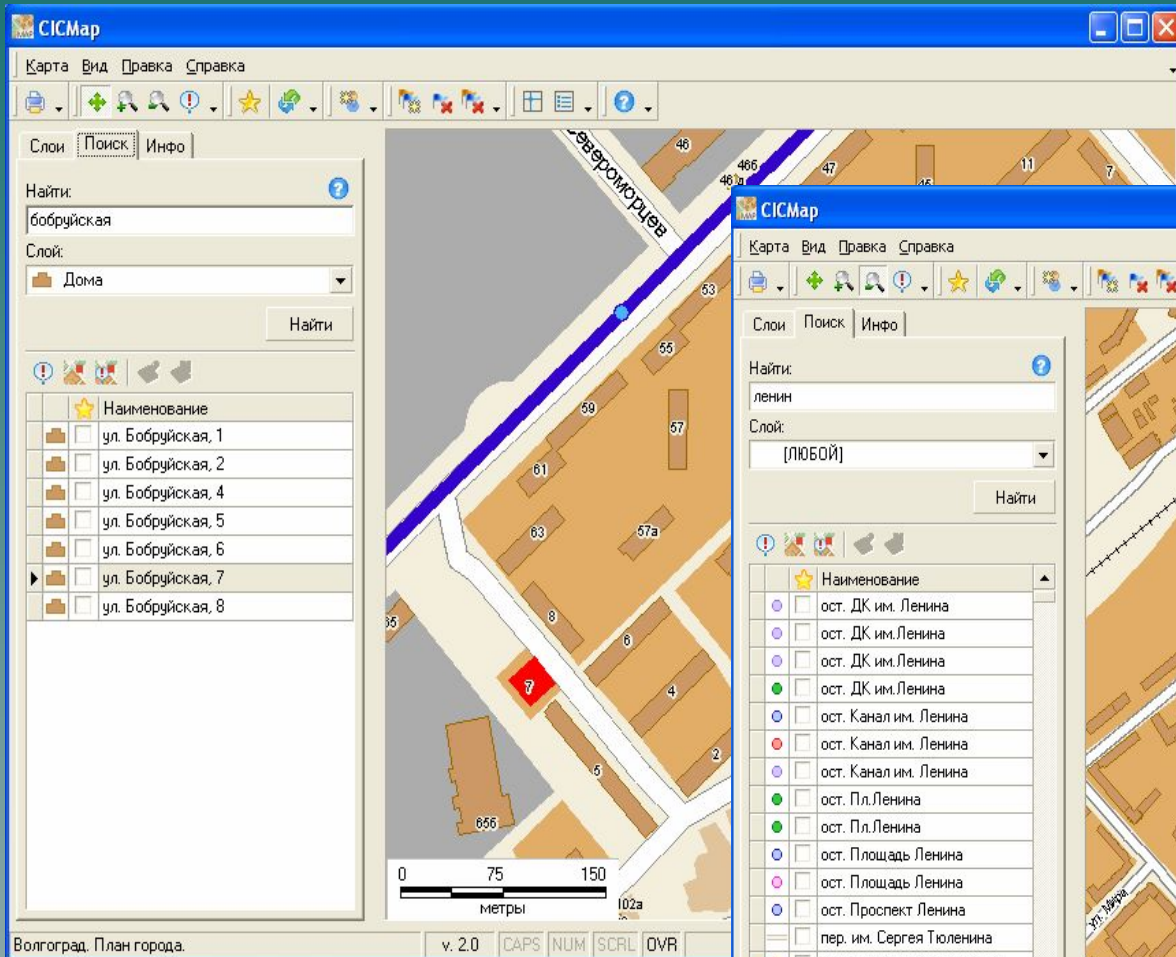 CICMap
Карта Вид Правка Справка
Слои Поиск Инфо
Найти:
бобруйская
Слой:
Дома
Найти
Наименование
ул. Бобруйская, 1
ул. Бобруйская, 2
ул. Бобруйская, 4
ул. Бобруйская, 5
ул. Бобруйская, 6
ул. Бобруйская, 7
ул. Бобруйская, 8
Североморцев
46
46б
47
45
11
7
53
55
59
57
61
63
57а
8
6
7
4
2
5
65б
102а
0 75 150
метры
Волгоград. План города.
v. 2.0 CAPS NUM SCRL OVR
CICMap
Карта Вид Правка Справка
Слои Поиск Инфо
Найти:
ленин
Слой:
[ЛЮБОЙ]
Найти
Наименование
ост. ДК им. Ленина
ост. ДК им.Ленина
ост. ДК им.Ленина
ост. ДК им.Ленина
ост. Канал им. Ленина
ост. Канал им. Ленина
ост. Канал им. Ленина
ост. Пл.Ленина
ост. Пл.Ленина
ост. Площадь Ленина
ост. Площадь Ленина
ост. Проспект Ленина
пер. им. Сергея Тюленина
ул. Мира